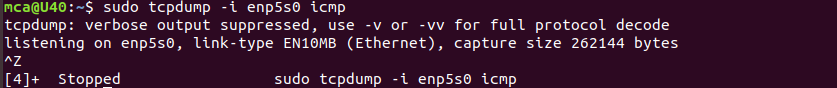 mca@U40:~$ sudo tcpdump -i enp5s0 icmp
tcpdump: verbose output suppressed, use -v or -vv for full protocol decode
listening on enp5s0, link-type EN10MB (Ethernet), capture size 262144 bytes
^Z
[4]+  Stopped                 sudo tcpdump -i enp5s0 icmp